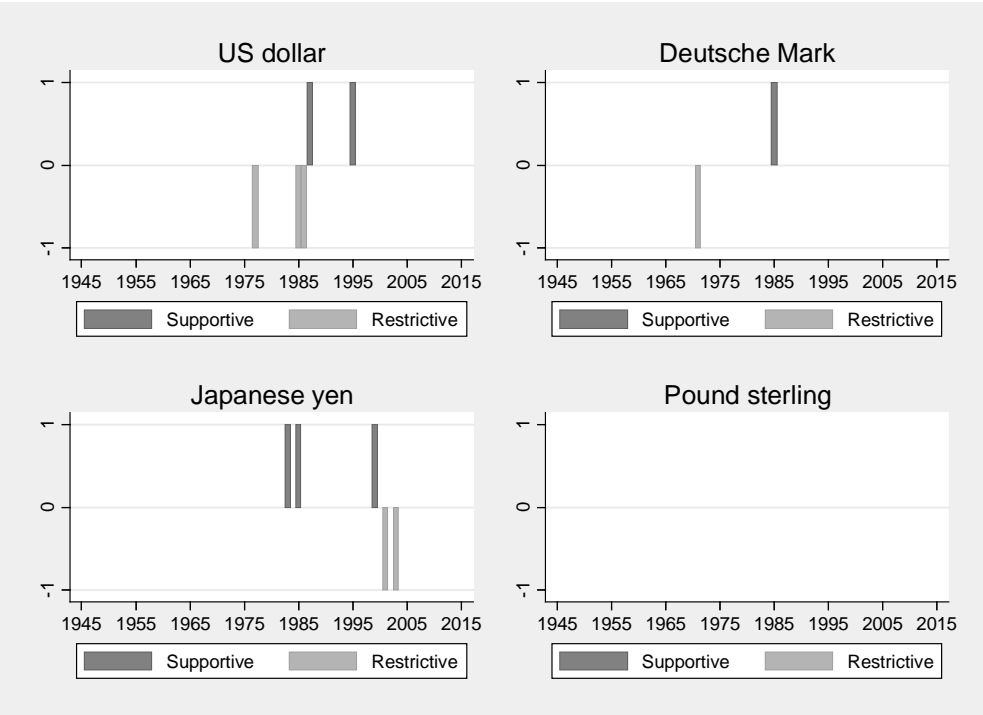 US dollar
1
0
-1
1945 1955 1965 1975 1985 1995 2005 2015
Supportive Restrictive
Deutsche Mark
1
0
-1
1945 1955 1965 1975 1985 1995 2005 2015
Supportive Restrictive
Japanese yen
1
0
-1
1945 1955 1965 1975 1985 1995 2005 2015
Supportive Restrictive
Pound sterling
1
0
-1
1945 1955 1965 1975 1985 1995 2005 2015
Supportive Restrictive